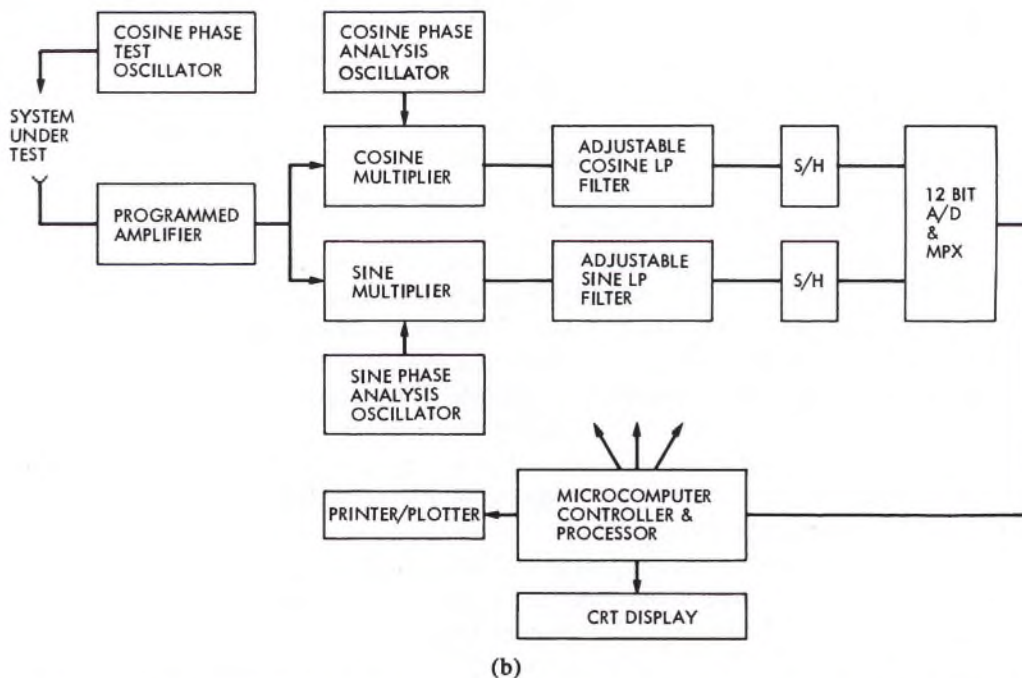 COSINE PHASE
TEST
OSCILLATOR
COSINE PHASE
ANALYSIS
OSCILLATOR
SYSTEM
UNDER
TEST
PROGRAMMED
AMPLIFIER
COSINE
MULTIPLIER
ADJUSTABLE
COSINE LP
FILTER
S/H
12 BIT
A/D
&
MPX
SINE
MULTIPLIER
ADJUSTABLE
SINE LP
FILTER
S/H
SINE PHASE
ANALYSIS
OSCILLATOR
PRINTER/PLOTTER
MICROCOMPUTER
CONTROLLER &
PROCESSOR
CRT DISPLAY
(b)